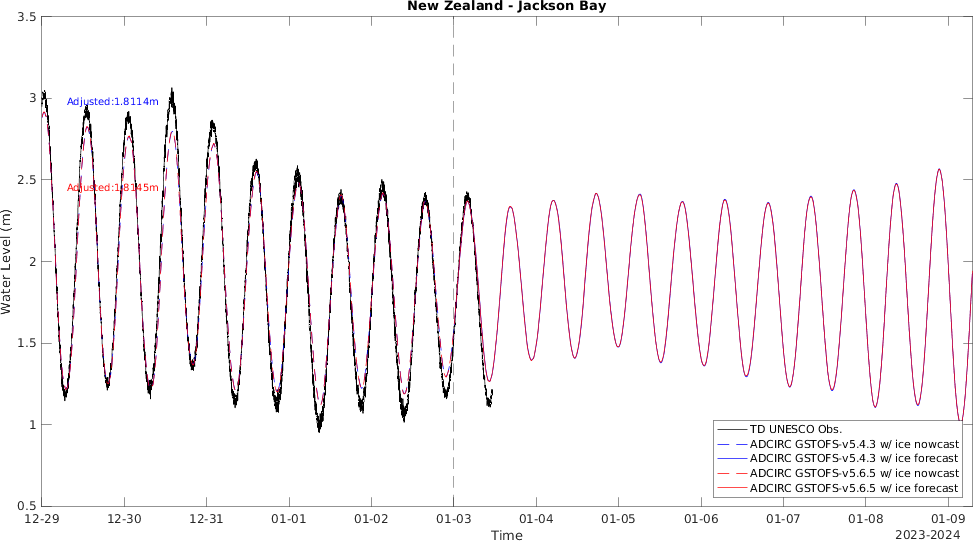 New Zealand - Jackson Bay
3.5
3
2.5
2
1.5
1
0.5
Water Level (m)
Adjusted:1.8114m
Adjusted:1.8145m
TD UNESCO Obs.
ADCIRC GSTOFS-v5.4.3 w/ ice nowcast
ADCIRC GSTOFS-v5.4.3 w/ ice forecast
ADCIRC GSTOFS-v5.6.5 w/ ice nowcast
ADCIRC GSTOFS-v5.6.5 w/ ice forecast
12-29 12-30 12-31 01-01 01-02 01-03 01-04 01-05 01-06 01-07 01-08 01-09
Time
2023-2024